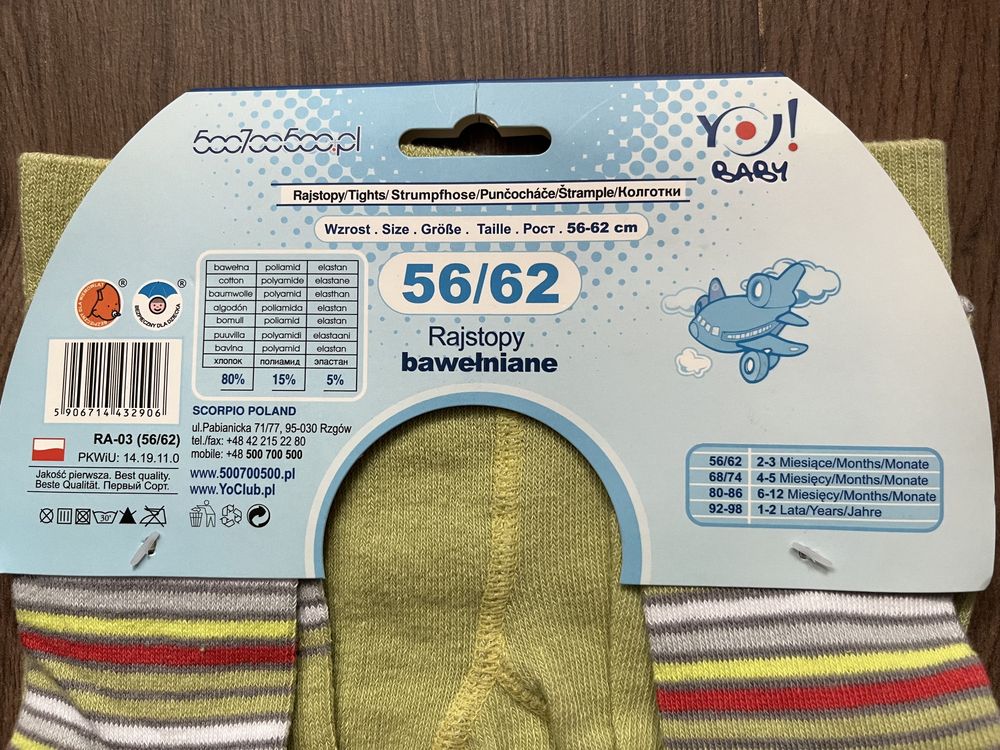 500700500.pl
YO! BABY
Rajstopy/Tights/ Strumpfhose/Punčocháče/Štrample/Колготки
Wzrost . Size . Größe . Taille . Рост . 56-62 cm
56/62
Rajstopy
bawełniane
bawełna poliamid elastan
cotton polyamide elastane
baumwolle polyamid elasthan
algodón poliamida elastan
bomull poliamid elastan
puuvilla polyamidi elastaani
bavlna polyamid elastan
хлопок полиамид эластан
80% 15% 5%
BEZPIECZNY DLA DZIECKA
5 906714 432906
RA-03 (56/62)
PKWiU: 14.19.11.0
Jakość pierwsza. Best quality.
Beste Qualität. Первый Сорт.
30°
SCORPIO POLAND
ul.Pabianicka 71/77, 95-030 Rzgów
tel./fax: +48 42 215 22 80
mobile: +48 500 700 500
www.500700500.pl
www.YoClub.pl
56/62 2-3 Miesiące/Months/Monate
68/74 4-5 Miesięcy/Months/Monate
80-86 6-12 Miesięcy/Months/Monate
92-98 1-2 Lata/Years/Jahre